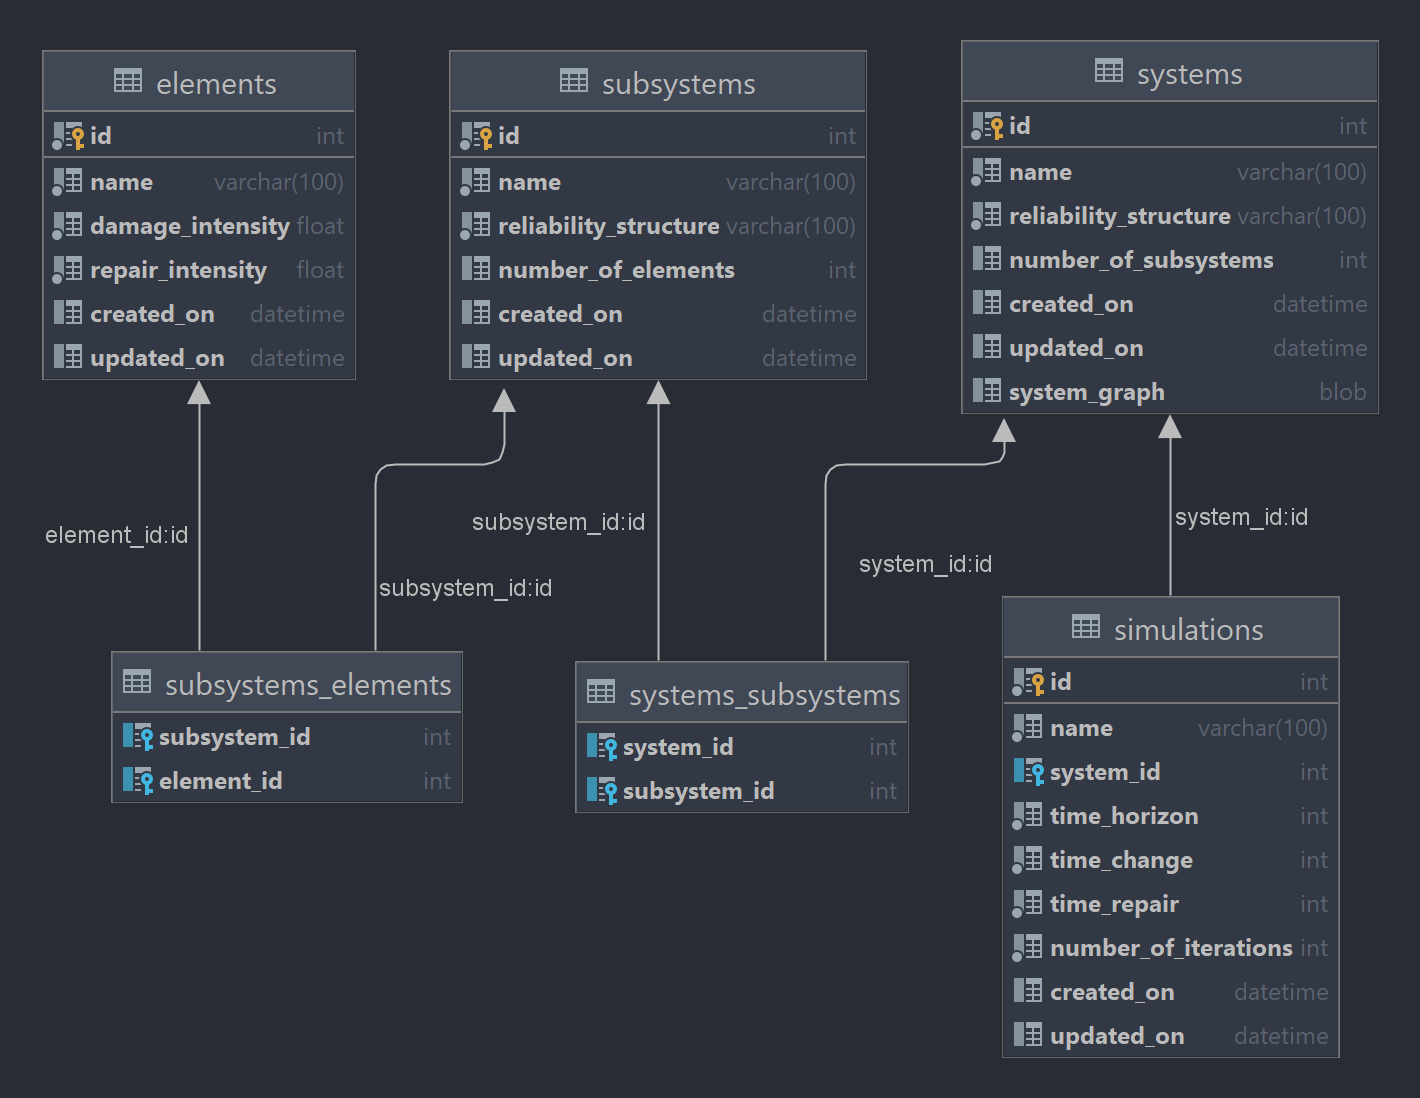 elements
id int
name varchar(100)
damage_intensity float
repair_intensity float
created_on datetime
updated_on datetime
subsystems
id int
name varchar(100)
reliability_structure varchar(100)
number_of_elements int
created_on datetime
updated_on datetime
systems
id int
name varchar(100)
reliability_structure varchar(100)
number_of_subsystems int
created_on datetime
updated_on datetime
system_graph blob
element_id:id
subsystem_id:id
subsystem_id:id
system_id:id
system_id:id
subsystems_elements
subsystem_id int
element_id int
systems_subsystems
system_id int
subsystem_id int
simulations
id int
name varchar(100)
system_id int
time_horizon int
time_change int
time_repair int
number_of_iterations int
created_on datetime
updated_on datetime